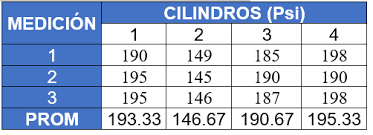 MEDICIÓN CILINDROS (Psi)
1 2 3 4
1 190 149 185 198
2 195 145 190 190
3 195 146 187 198
PROM 193.33 146.67 190.67 195.33